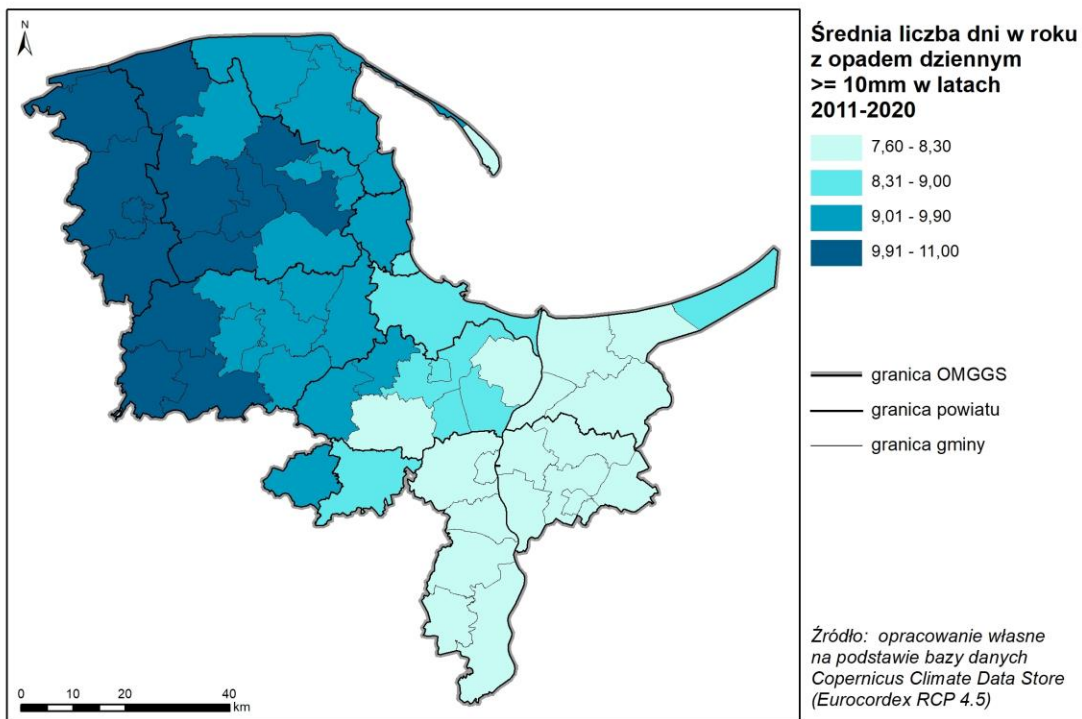 N
Średnia liczba dni w roku
z opadem dziennym
>= 10mm w latach
2011-2020
7,60 - 8,30
8,31 - 9,00
9,01 - 9,90
9,91 - 11,00
granica OMGGS
granica powiatu
granica gminy
Źródło: opracowanie własne
na podstawie bazy danych
Copernicus Climate Data Store
(Eurocordex RCP 4.5)
0 10 20 40
km